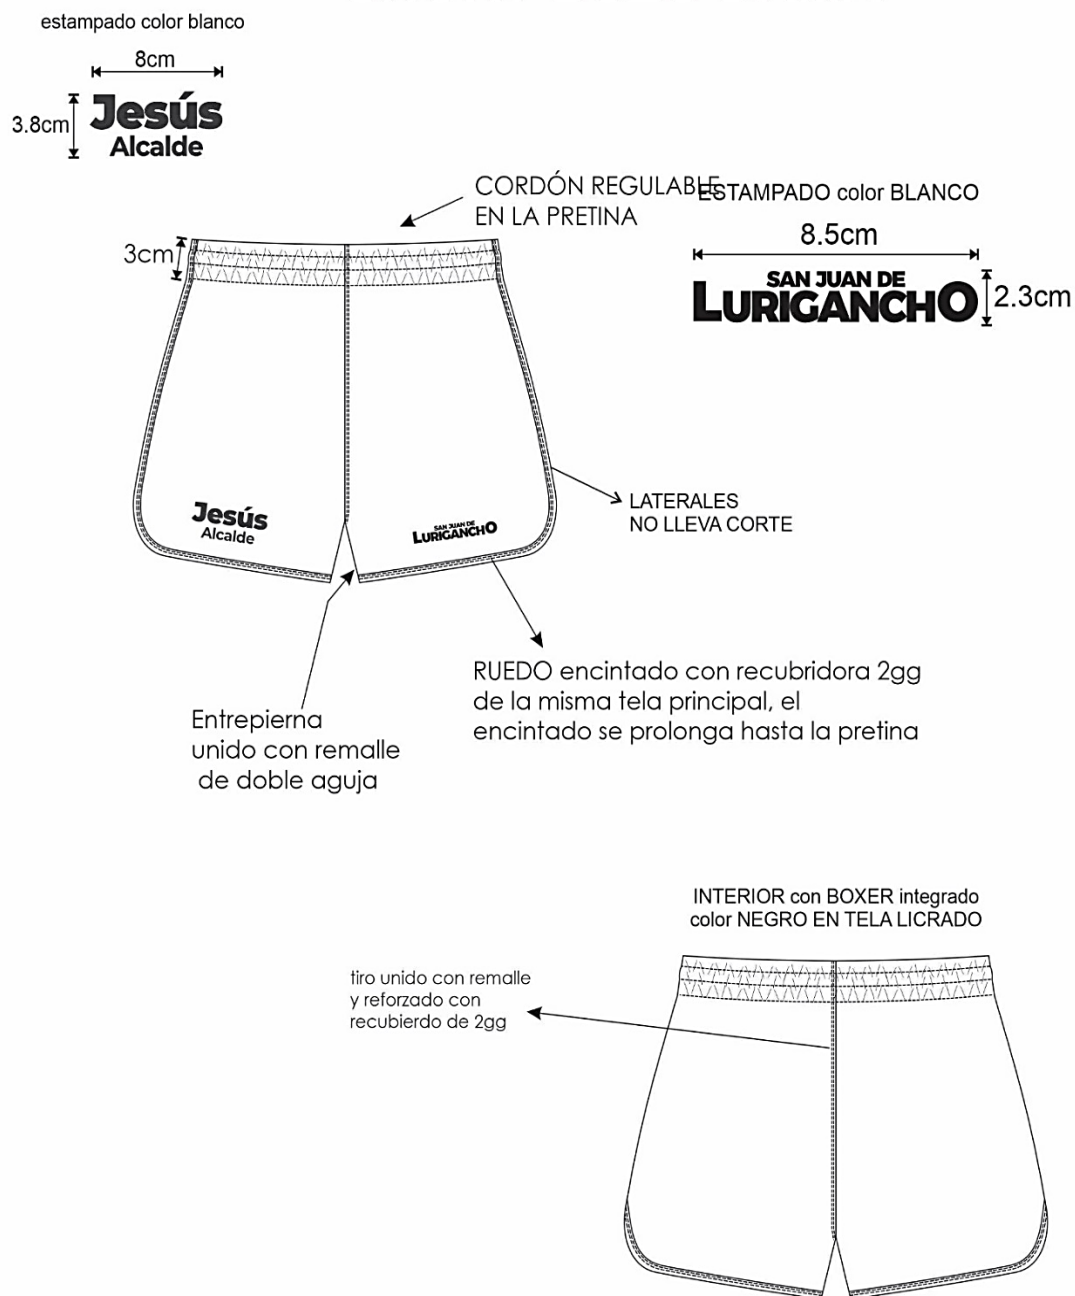 estampado color blanco
8cm
3.8cm
Jesús
Alcalde
CORDÓN REGULABLE
EN LA PRETINA
ESTAMPADO color BLANCO
8.5cm
SAN JUAN DE
LURIGANCHO
2.3cm
3cm
LATERALES
NO LLEVA CORTE
Jesús
Alcalde
SAN JUAN DE
LURIGANCHO
RUEDO encintado con recubridora 2gg
de la misma tela principal, el
encintado se prolonga hasta la pretina
Entrepierna
unido con remalle
de doble aguja
INTERIOR con BOXER integrado
color NEGRO EN TELA LICRADO
tiro unido con remalle
y reforzado con
recubierdo de 2gg